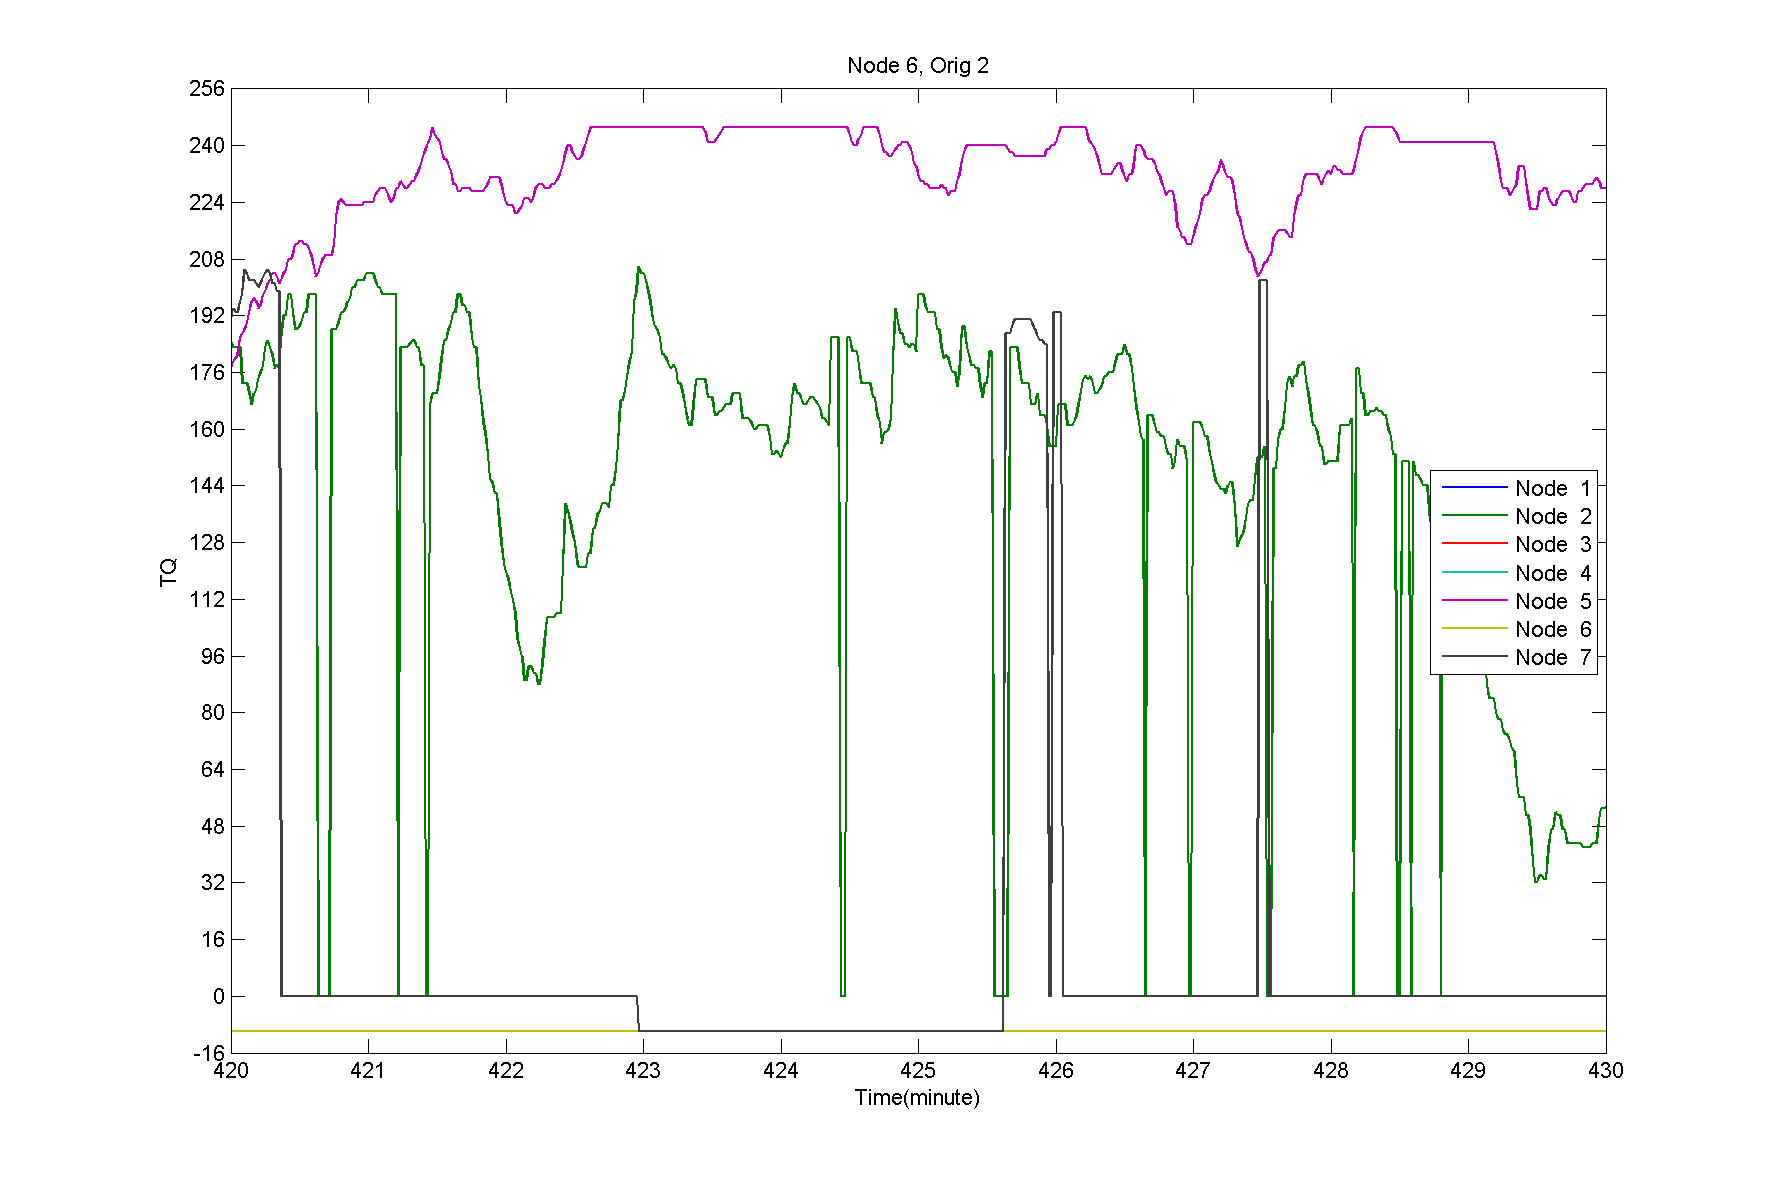 Node 6, Orig 2
256
240
224
208
192
176
160
144
128
112
96
80
64
48
32
16
0
-16
TQ
Node 1
Node 2
Node 3
Node 4
Node 5
Node 6
Node 7
420 421 422 423 424 425 426 427 428 429 430
Time(minute)